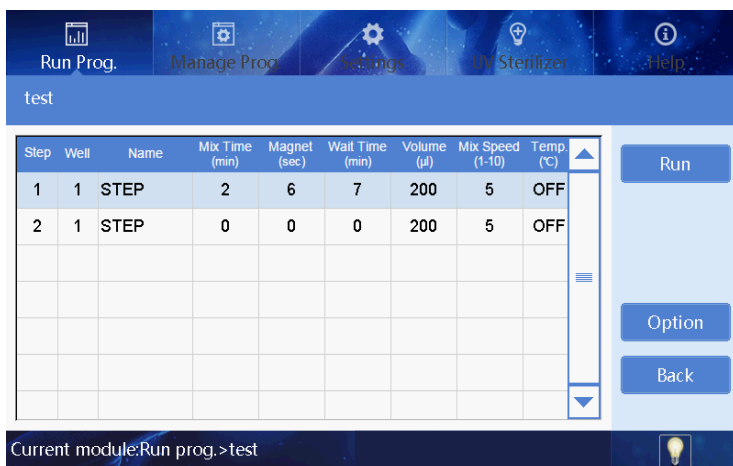 Run Prog. Manage Prog. Settings UV Sterilizer Help
test
Step Well Name Mix Time (min) Magnet (sec) Wait Time (min) Volume (μl) Mix Speed (1-10) Temp. (℃)
1 1 STEP 2 6 7 200 5 OFF
2 1 STEP 0 0 0 200 5 OFF
Run
Option
Back
Current module:Run prog.>test